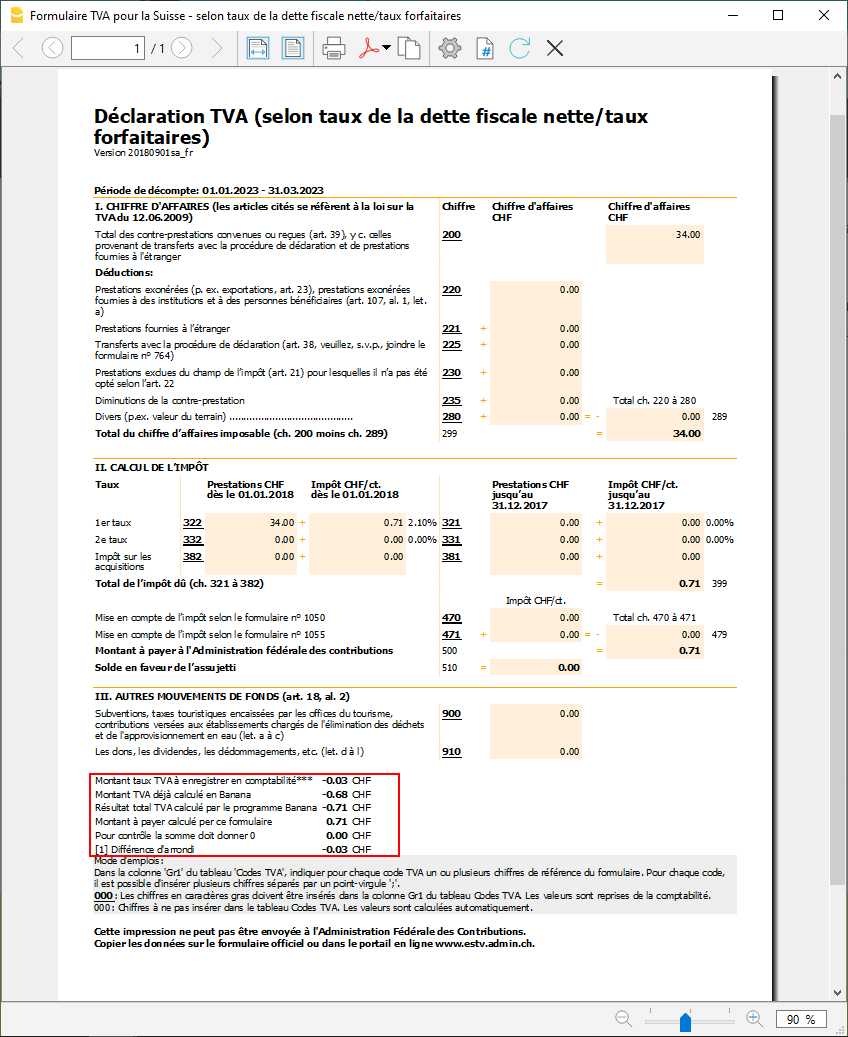 Formulaire TVA pour la Suisse - selon taux de la dette fiscale nette/taux forfaitaires
1 / 1
Déclaration TVA (selon taux de la dette fiscale nette/taux
forfaitaires)
Version 20180901sa_fr
Période de décompte: 01.01.2023 - 31.03.2023
I. CHIFFRE D'AFFAIRES (les articles cités se réfèrent à la loi sur la TVA du 12.06.2009) Chiffre Chiffre d'affaires CHF Chiffre d'affaires CHF
Total des contre-prestations convenues ou reçues (art. 39), y c. celles 200 34.00
provenant de transferts avec la procédure de déclaration et de prestations
fournies à l'étranger
Déductions:
Prestations exonérées (p. ex. exportations, art. 23), prestations exonérées 220 0.00
fournies à des institutions et à des personnes bénéficiaires (art. 107, al. 1, let.
a)
Prestations fournies à l'étranger 221 + 0.00
Transferts avec la procédure de déclaration (art. 38, veuillez, s.v.p., joindre le 225 + 0.00
formulaire nº 764)
Prestations exclues du champ de l'impôt (art. 21) pour lesquelles il n'a pas été 230 + 0.00
opté selon l'art. 22
Diminutions de la contre-prestation 235 + 0.00 Total ch. 220 à 280
Divers (p.ex. valeur du terrain) ........................................... 280 + 0.00 = - 0.00 289
Total du chiffre d'affaires imposable (ch. 200 moins ch. 289) 299 = 34.00
II. CALCUL DE L'IMPÔT
Taux Prestations CHF dès le 01.01.2018 Impôt CHF/ct. dès le 01.01.2018 Prestations CHF jusqu'au 31.12.2017 Impôt CHF/ct. jusqu'au 31.12.2017
1er taux 322 34.00 + 0.71 2.10% 321 0.00 + 0.00 0.00%
2e taux 332 0.00 + 0.00 0.00% 331 0.00 + 0.00 0.00%
Impôt sur les 382 0.00 + 0.00 381 0.00 + 0.00
acquisitions
Total de l'impôt dû (ch. 321 à 382) = 0.71 399
Impôt CHF/ct.
Mise en compte de l'impôt selon le formulaire nº 1050 470 0.00 Total ch. 470 à 471
Mise en compte de l'impôt selon le formulaire nº 1055 471 + 0.00 = - 0.00 479
Montant à payer à l'Administration fédérale des contributions 500 = 0.71
Solde en faveur de l'assujetti 510 = 0.00
III. AUTRES MOUVEMENTS DE FONDS (art. 18, al. 2)
Subventions, taxes touristiques encaissées par les offices du tourisme, 900 0.00
contributions versées aux établissements chargés de l'élimination des déchets
et de l'approvisionnement en eau (let. a à c)
Les dons, les dividendes, les dédommagements, etc. (let. d à l) 910 0.00
Montant taux TVA à enregistrer en comptabilité*** -0.03 CHF
Montant TVA déjà calculé en Banana -0.68 CHF
Résultat total TVA calculé par le programme Banana -0.71 CHF
Montant à payer calculé per ce formulaire 0.71 CHF
Pour contrôle la somme doit donner 0 0.00 CHF
[1] Différence d'arrondi -0.03 CHF
Mode d'emploi:
Dans la colonne 'Gr1' du tableau 'Codes TVA', indiquer pour chaque code TVA un ou plusieurs chiffres de référence du formulaire. Pour chaque code,
il est possible d'insérer plusieurs chiffres séparés par un point-virgule ';'.
000: Les chiffres en caractères gras doivent être insérés dans la colonne Gr1 du tableau Codes TVA. Les valeurs sont reprises de la comptabilité.
000: Chiffres à ne pas insérer dans le tableau Codes TVA. Les valeurs sont calculées automatiquement.
Cette impression ne peut pas être envoyée à l'Administration Fédérale des Contributions.
Copier les données sur le formulaire officiel ou dans le portail en ligne www.estv.admin.ch.
90 %